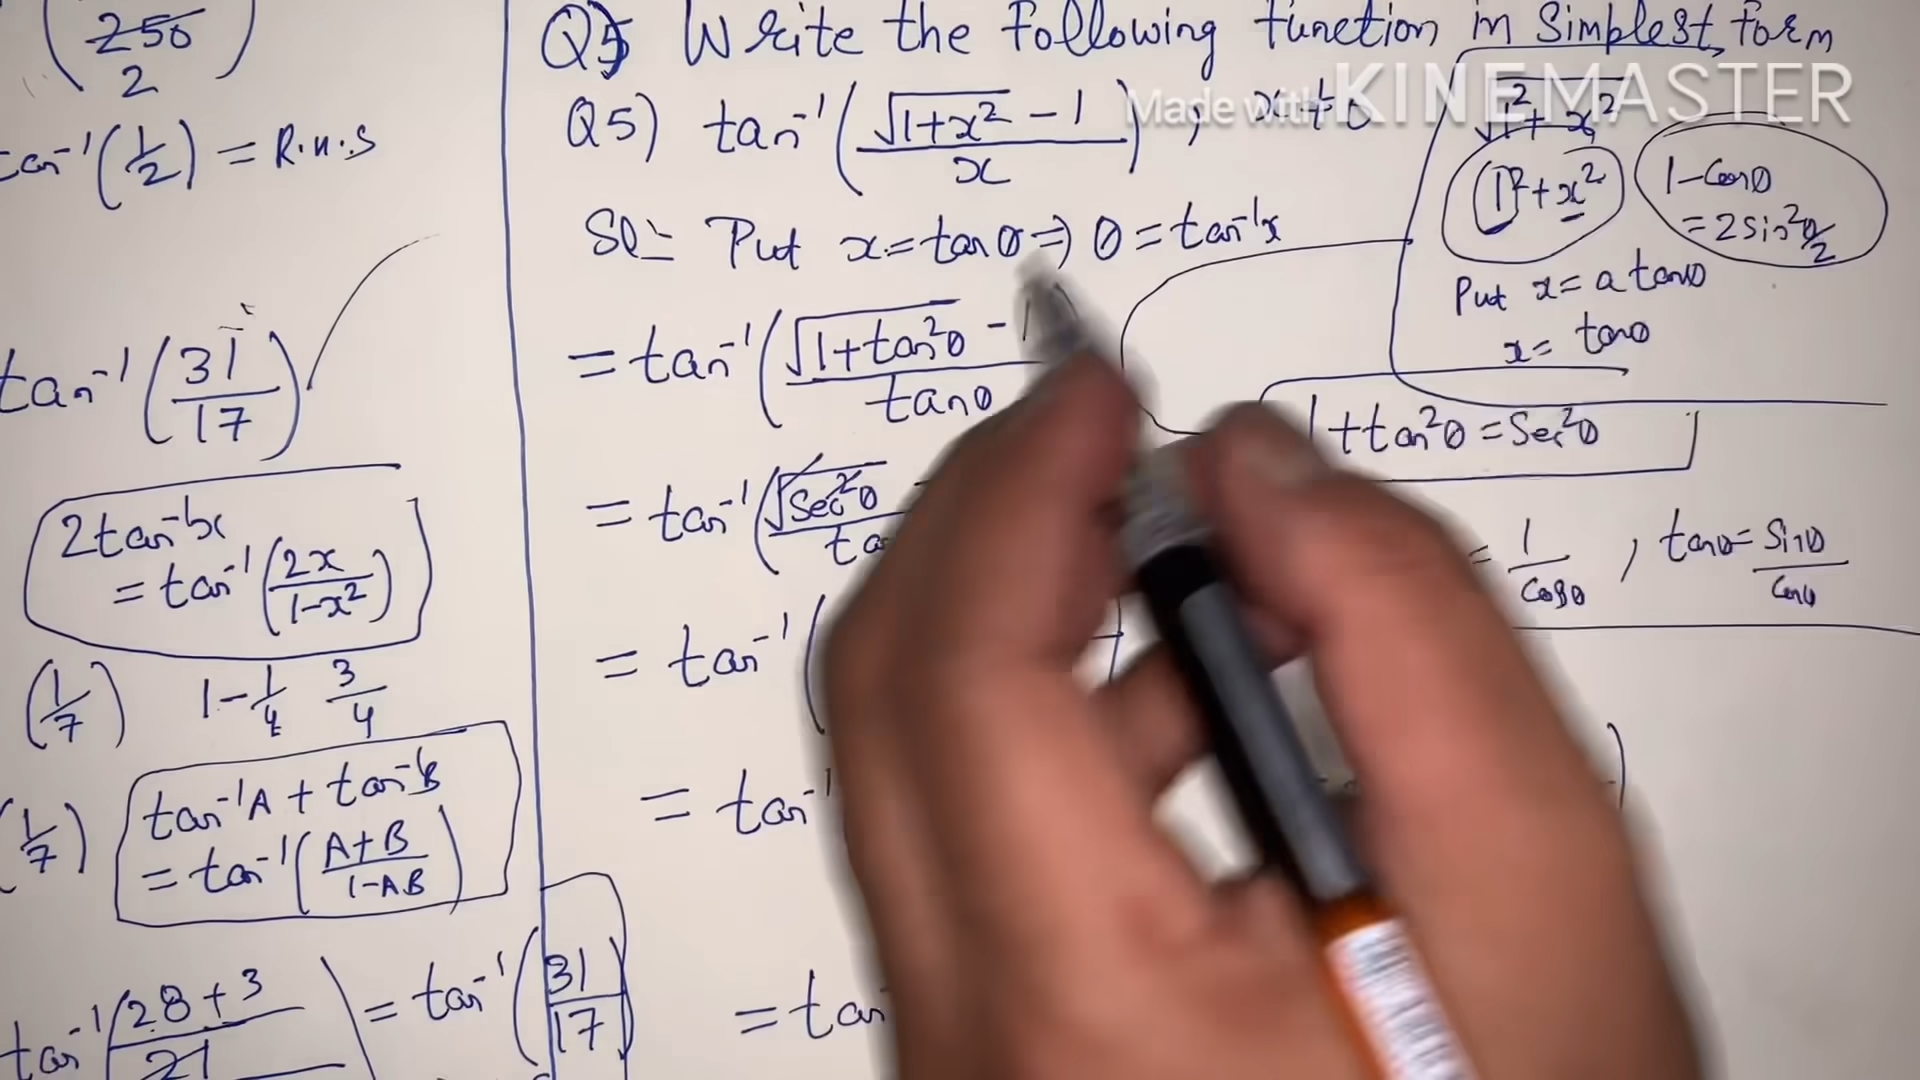 (250/2)
tan⁻¹(1/2) = R.H.S
tan⁻¹(31/17)
2tan⁻¹x
= tan⁻¹(2x/1-x²)
(1/7) 1-1/4 3/4
(1/7)
tan⁻¹A + tan⁻¹B
= tan⁻¹(A+B/1-AB)
tan⁻¹(28+3/21) = tan⁻¹(31/17)
Q5 Write the following function in Simplest form
Q5) tan⁻¹(√1+x² - 1/x), x≠0
Made with KINEMASTER
Sol:- Put x = tanθ ⇒ θ = tan⁻¹x
= tan⁻¹(√1+tan²θ - 1/tanθ
= tan⁻¹(√Sec²θ
= tan⁻¹(
= tan⁻¹
= tan
√1²+x²
(1²+x²)
1-Cosθ
= 2Sin²θ/2
Put x = a tanθ
x = tanθ
1+tan²θ = Sec²θ
= 1/Cosθ , tanθ = Sinθ/Cosθ